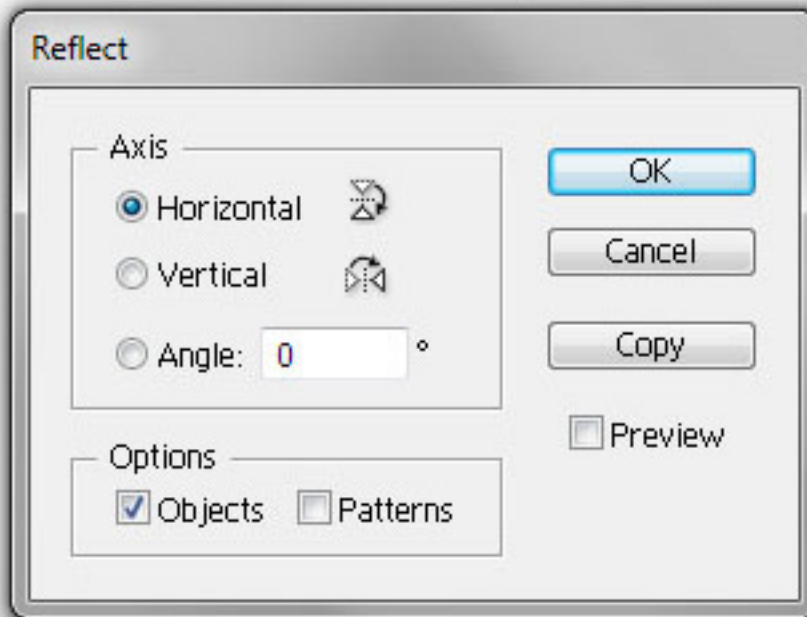 Reflect
Axis
Horizontal
Vertical
Angle: 0 °
Options
Objects Patterns
OK
Cancel
Copy
Preview